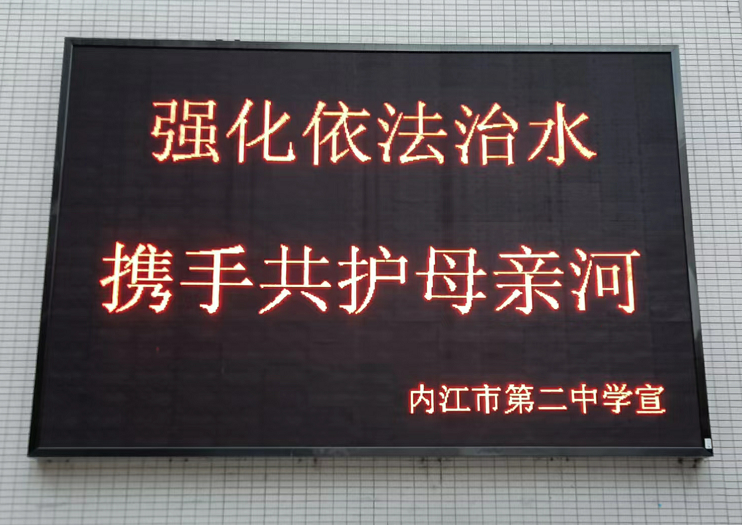 强化依法治水
携手共护母亲河
内江市第二中学宣